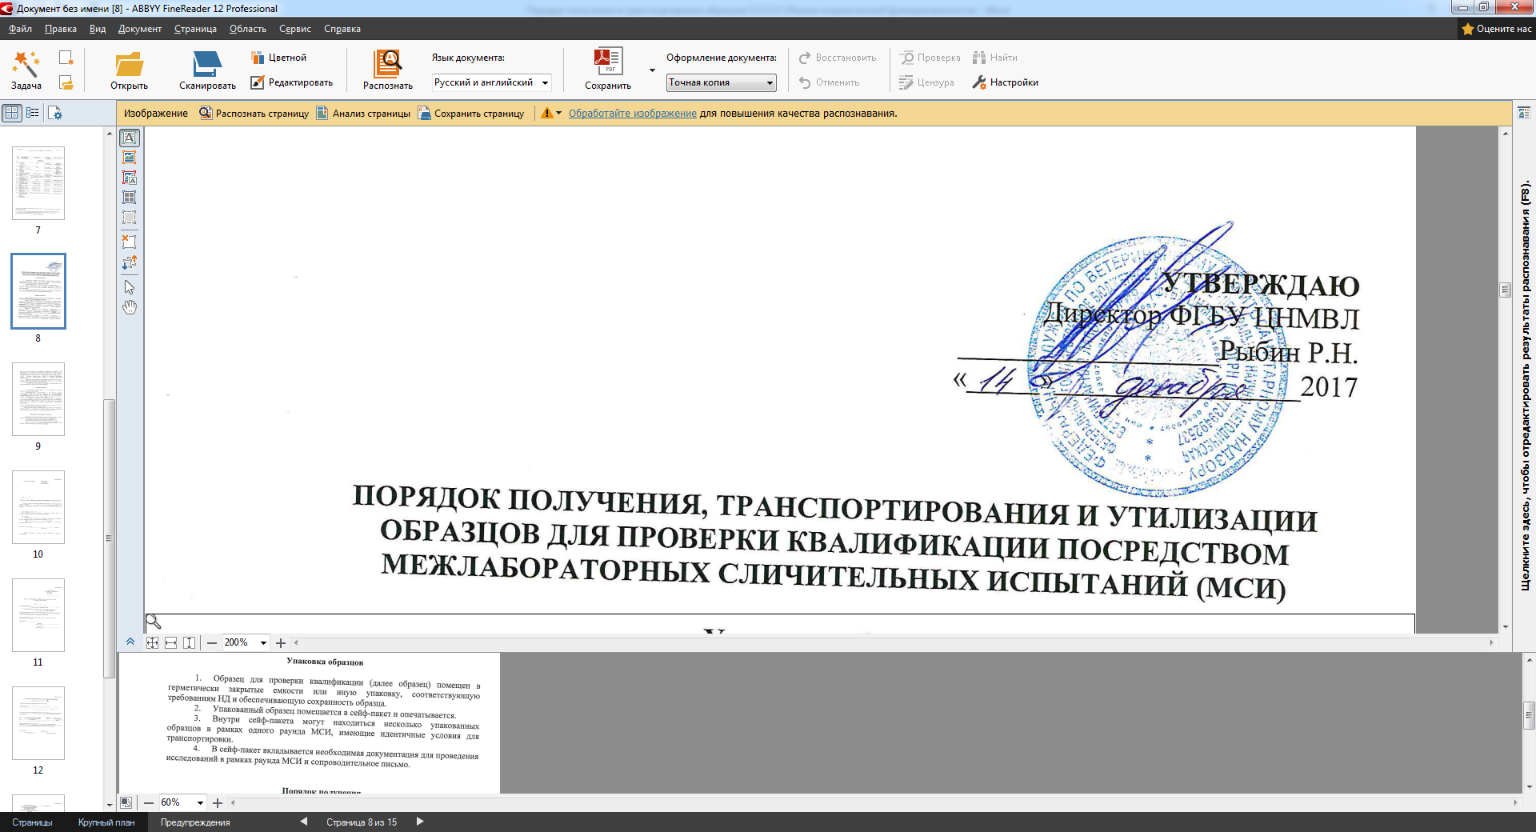 Документ без имени [8] - ABBYY FineReader 12 Professional
Файл Правка Вид Документ Страница Область Сервис Справка
Оцените нас
Задача
Открыть
Сканировать
Цветной
Редактировать
Распознать
Язык документа:
Русский и английский
Сохранить
Оформление документа:
Точная копия
Восстановить
Отменить
Проверка
Цензура
Найти
Настройки
Изображение Распознать страницу Анализ страницы Сохранить страницу Обработайте изображение для повышения качества распознавания.
7
8
9
10
11
12
УТВЕРЖДАЮ
Директор ФГБУ ЦНМВЛ
Рыбин Р.Н.
« 14 » декабря 2017
ПОРЯДОК ПОЛУЧЕНИЯ, ТРАНСПОРТИРОВАНИЯ И УТИЛИЗАЦИИ
ОБРАЗЦОВ ДЛЯ ПРОВЕРКИ КВАЛИФИКАЦИИ ПОСРЕДСТВОМ
МЕЖЛАБОРАТОРНЫХ СЛИЧИТЕЛЬНЫХ ИСПЫТАНИЙ (МСИ)
200%
Упаковка образцов
1. Образец для проверки квалификации (далее образец) помещен в
герметически закрытые емкости или иную упаковку, соответствующую
требованиям НД и обеспечивающую сохранность образца.
2. Упакованный образец помещается в сейф-пакет и опечатывается.
3. Внутри сейф-пакета могут находиться несколько упакованных
образцов в рамках одного раунда МСИ, имеющие идентичные условия для
транспортировки.
4. В сейф-пакет вкладывается необходимая документация для проведения
исследований в рамках раунда МСИ и сопроводительное письмо.
Порядок получения
60%
Страницы Крупный план Предупреждения Страница 8 из 15
Щелкните здесь, чтобы отредактировать результаты распознавания (F8).